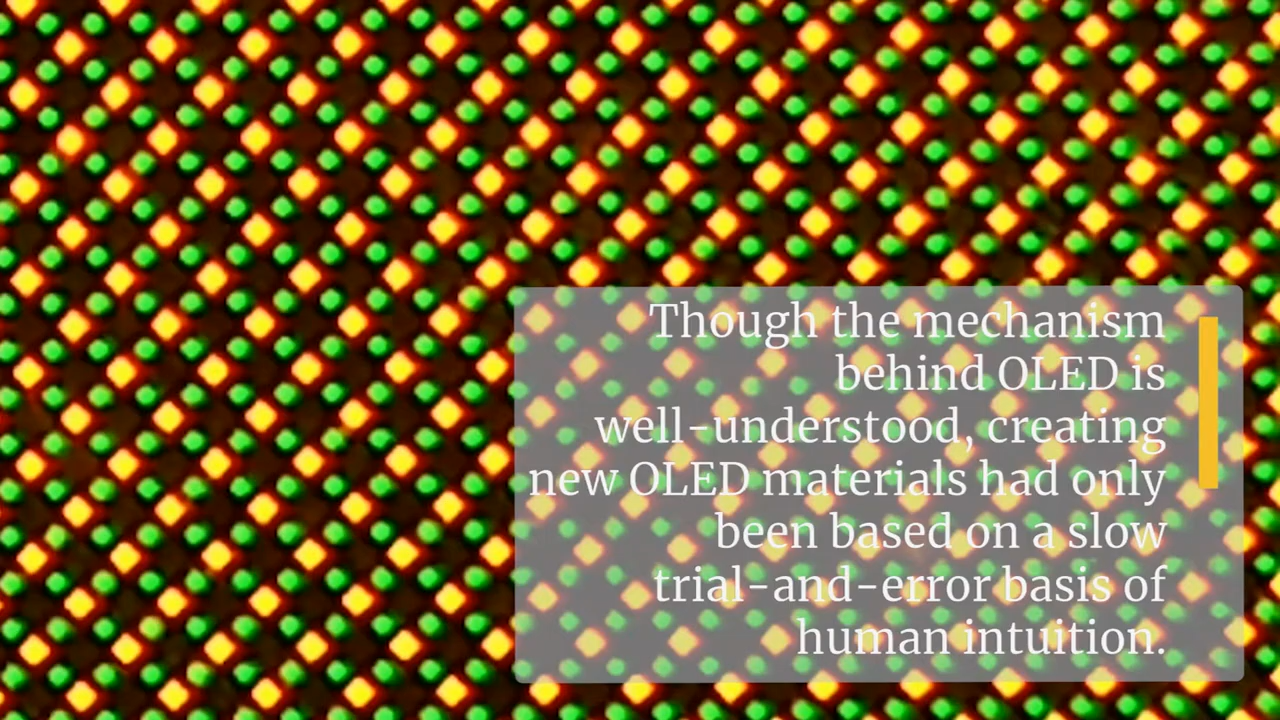 Though the mechanism
behind OLED is
well-understood, creating
new OLED materials had only
been based on a slow
trial-and-error basis of
human intuition.